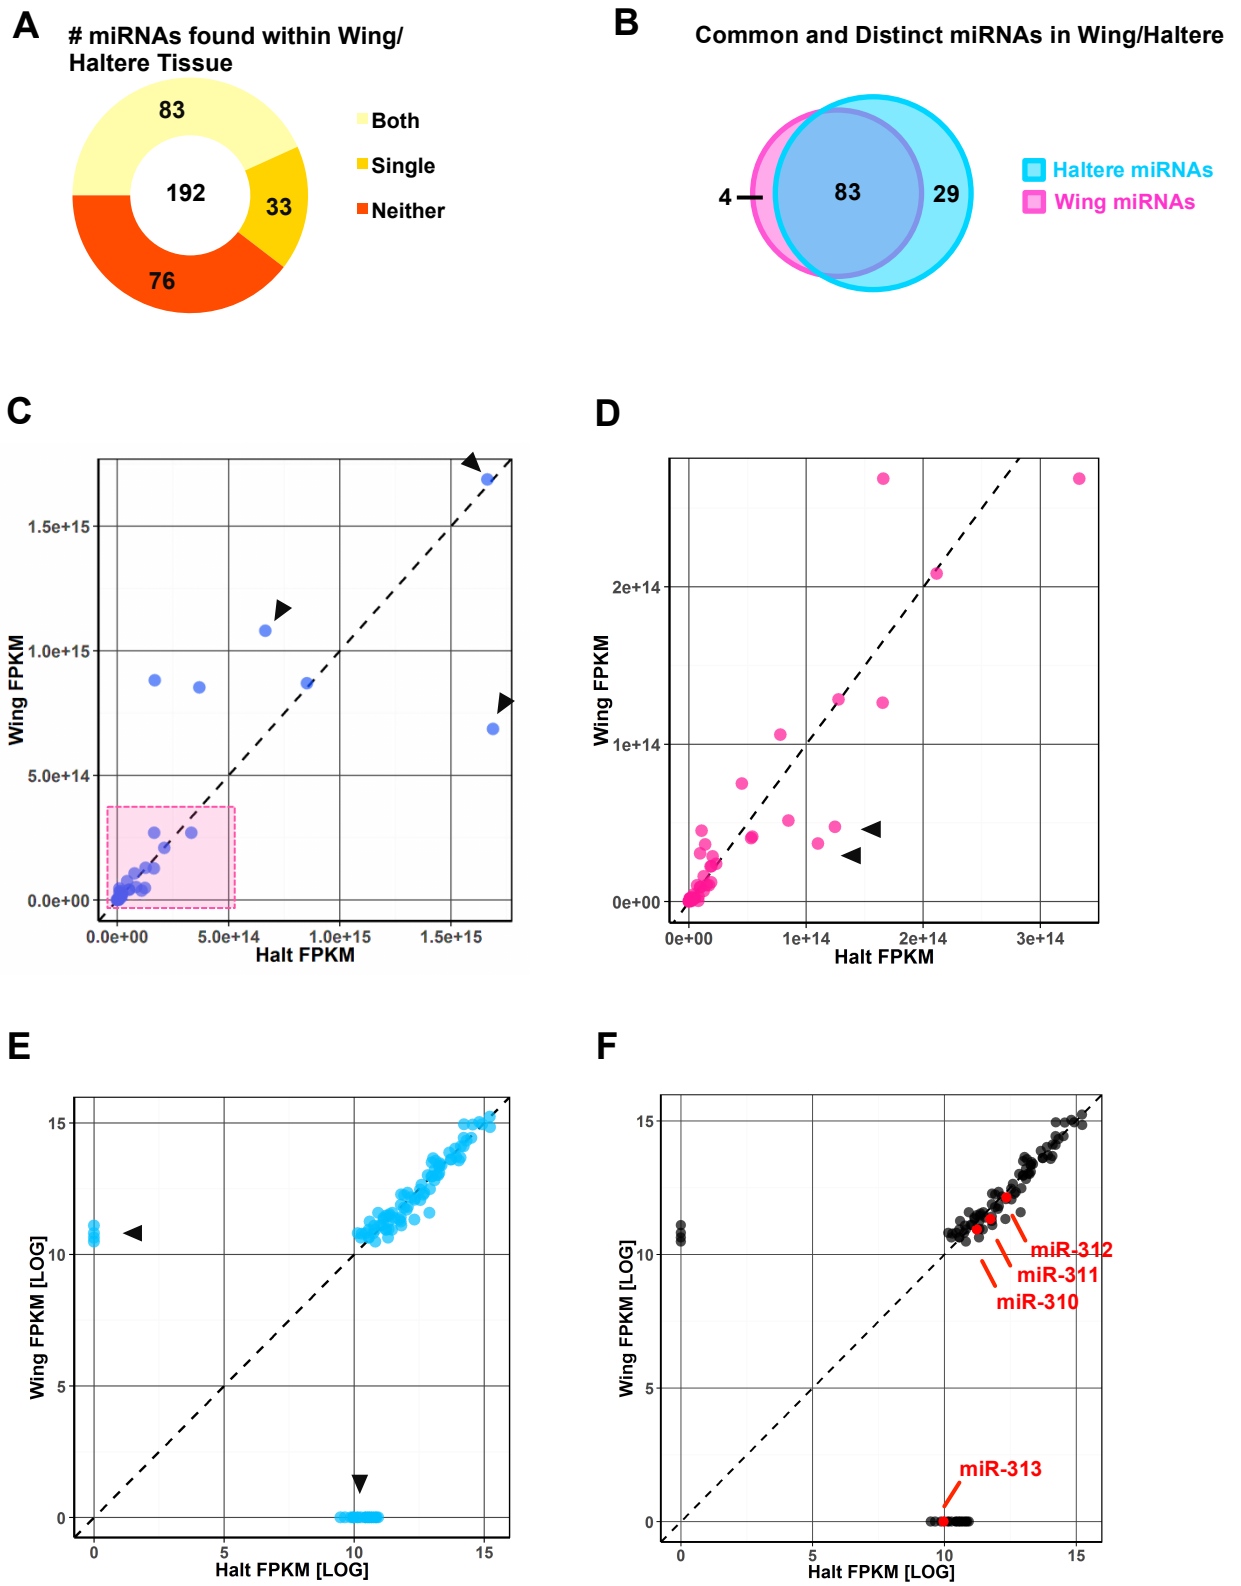 A
# miRNAs found within Wing/
Haltere Tissue
83
192
33
76
Both
Single
Neither
B
Common and Distinct miRNAs in Wing/Haltere
4
83
29
Haltere miRNAs
Wing miRNAs
C
Wing FPKM
1.5e+15
1.0e+15
5.0e+14
0.0e+00
0.0e+00 5.0e+14 1.0e+15 1.5e+15
Halt FPKM
D
Wing FPKM
2e+14
1e+14
0e+00
0e+00 1e+14 2e+14 3e+14
Halt FPKM
E
Wing FPKM [LOG]
15
10
5
0
0 5 10 15
Halt FPKM [LOG]
F
Wing FPKM [LOG]
15
10
5
0
miR-312
miR-311
miR-310
miR-313
0 5 10 15
Halt FPKM [LOG]